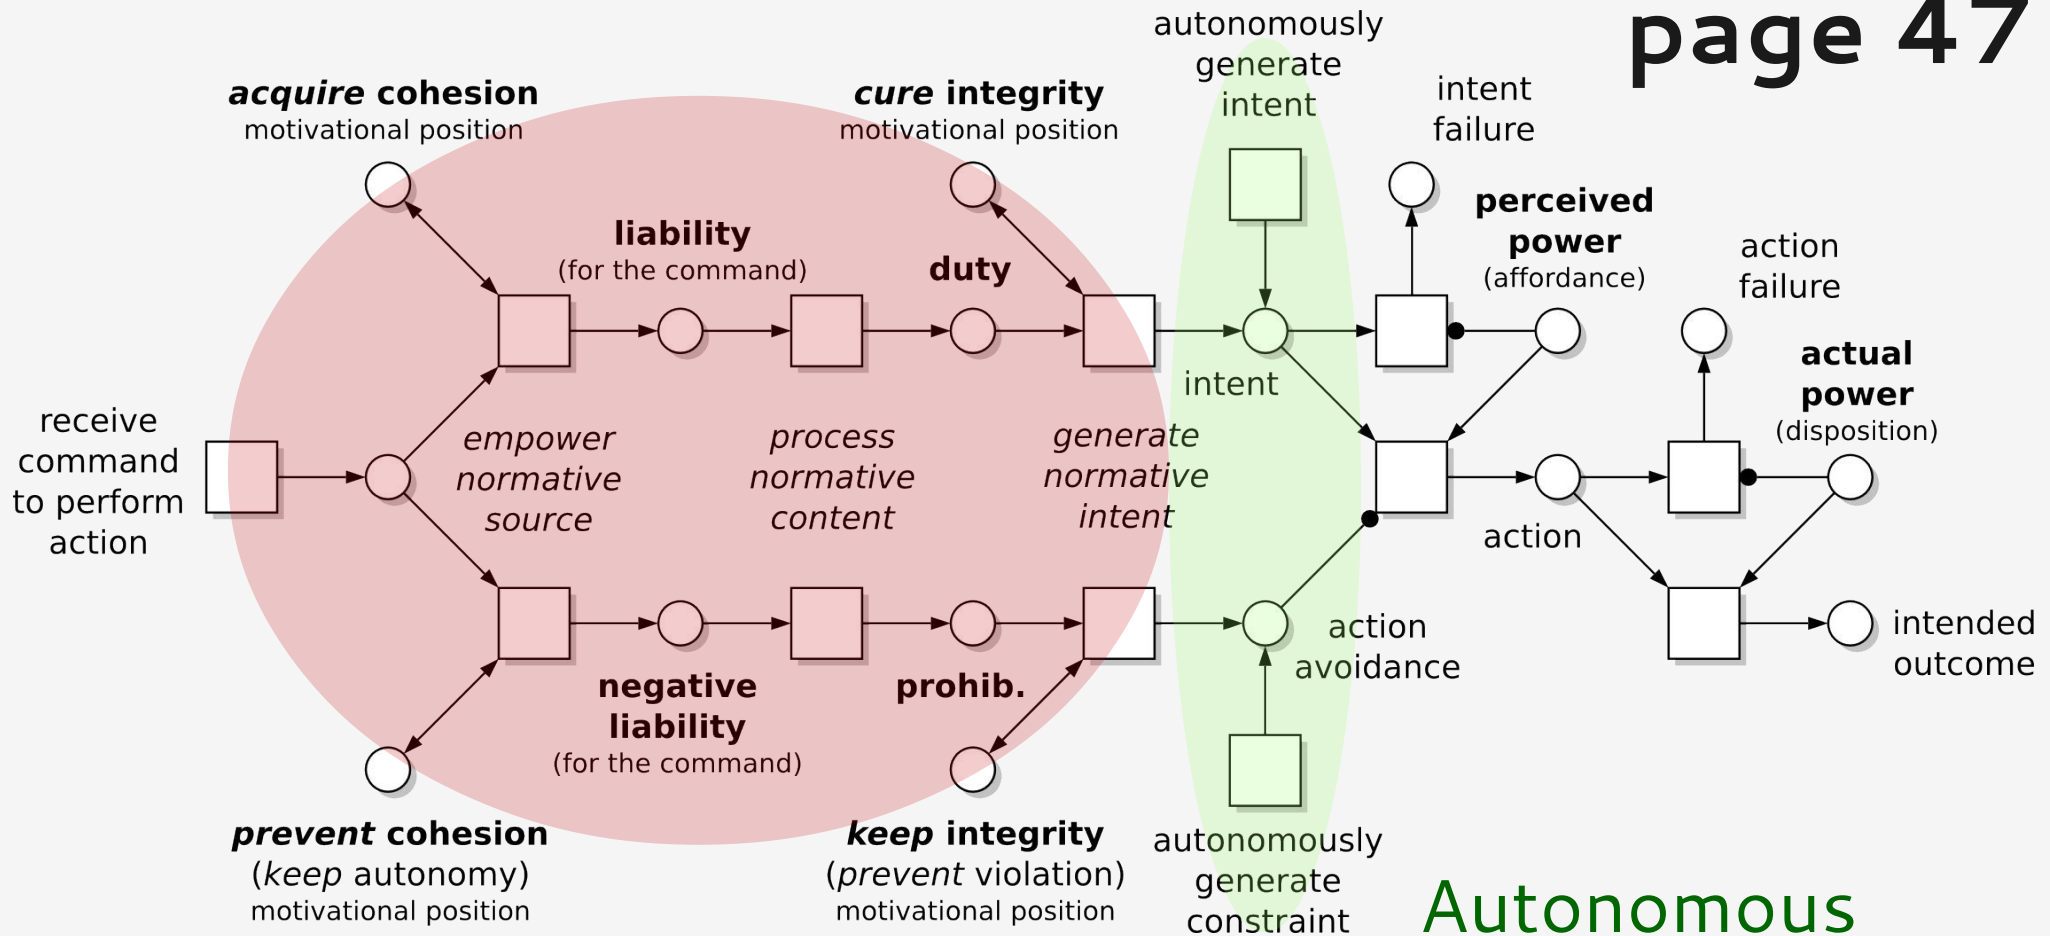 page 47
autonomously
generate
intent
acquire cohesion
motivational position
cure integrity
motivational position
intent
failure
perceived
power
(affordance)
liability
(for the command)
duty
action
failure
actual
power
(disposition)
intent
receive
command
to perform
action
empower
normative
source
process
normative
content
generate
normative
intent
action
action
avoidance
intended
outcome
negative
liability
(for the command)
prohib.
prevent cohesion
(keep autonomy)
motivational position
keep integrity
(prevent violation)
motivational position
autonomously
generate
constraint
Autonomous